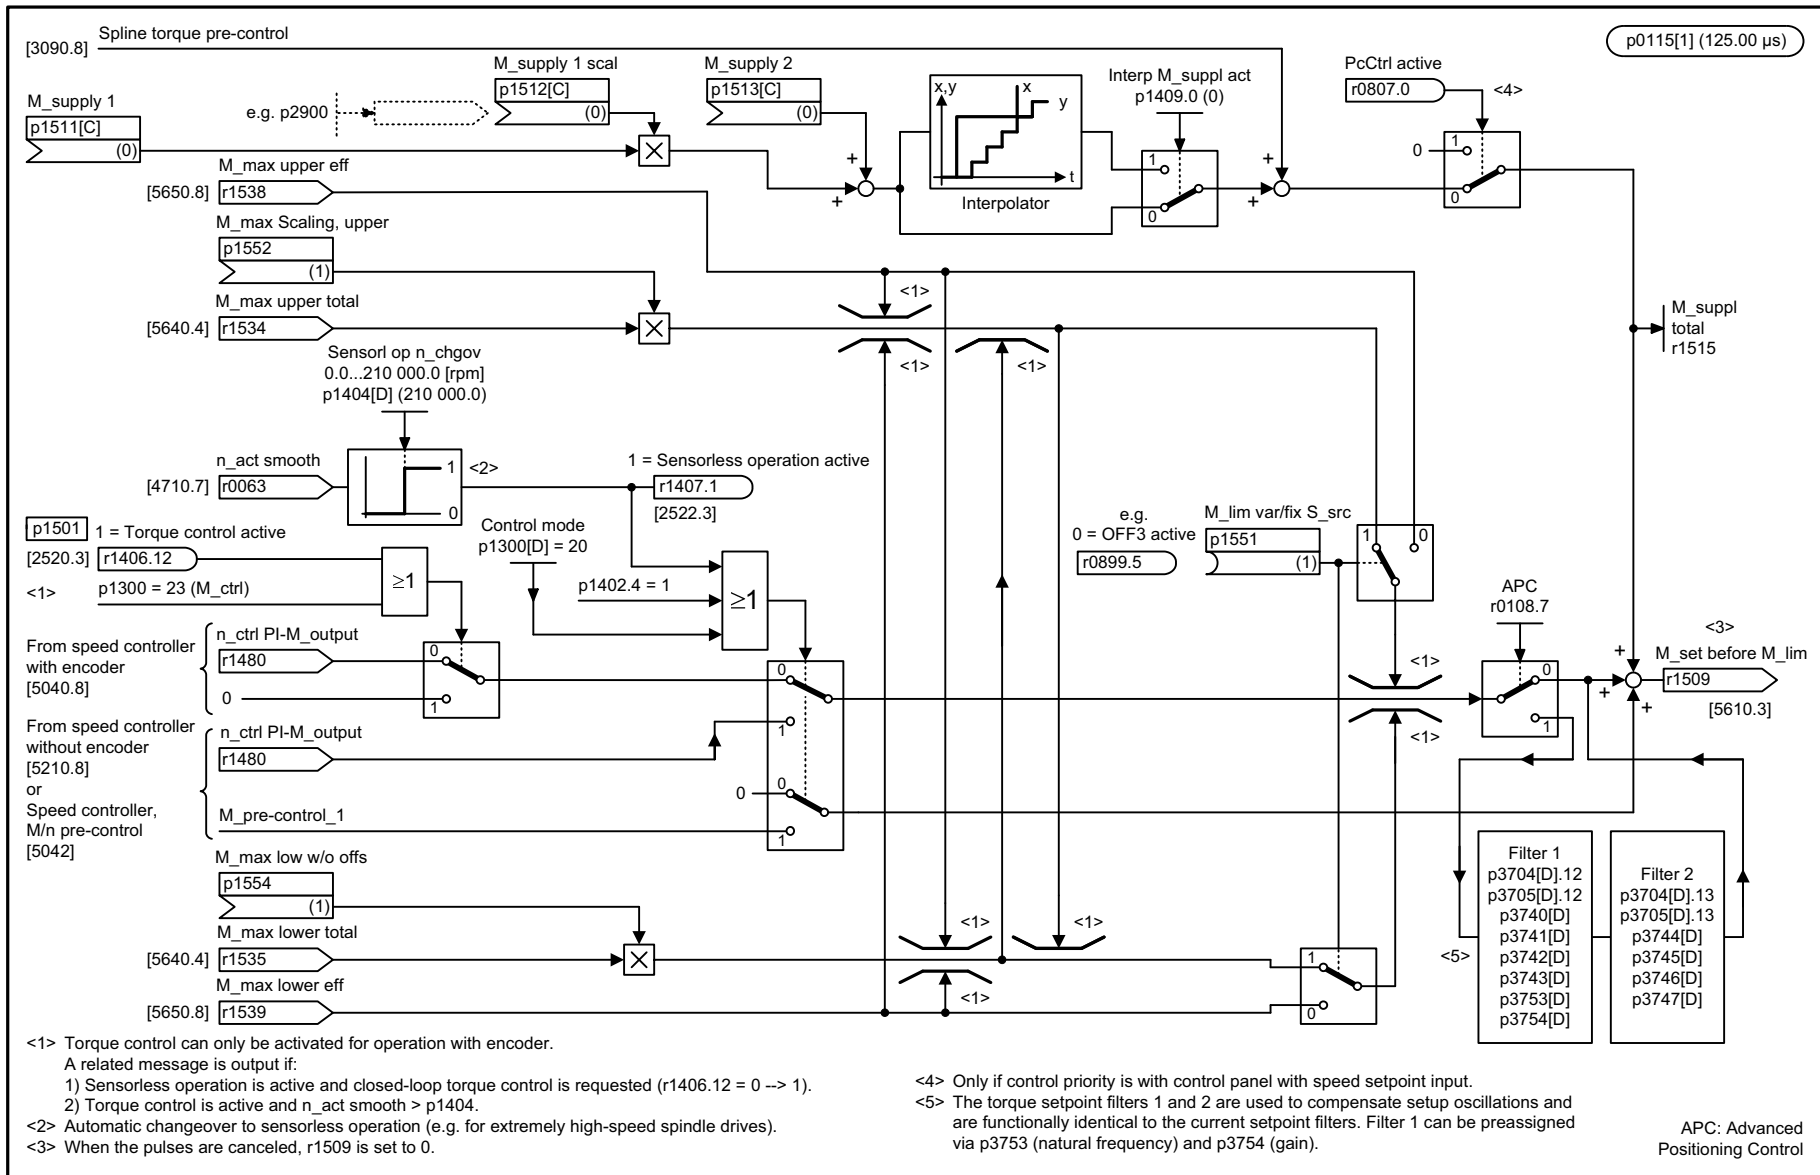 Spline torque pre-control
[3090.8]
p0115[1] (125.00 µs)
M_supply 1 scal
p1512[C]
(0)
M_supply 2
p1513[C]
(0)
e.g. p2900
M_supply 1
p1511[C]
(0)
x,y
x
y
t
Interpolator
Interp M_suppl act
p1409.0 (0)
1
0
PcCtrl active
r0807.0
<4>
0
1
0
+
+
+
+
M_max upper eff
[5650.8]
r1538
M_max Scaling, upper
p1552
(1)
M_max upper total
[5640.4]
r1534
<1>
<1>
<1>
M_suppl
total
r1515
Sensorl op n_chgov
0.0...210 000.0 [rpm]
p1404[D] (210 000.0)
n_act smooth
[4710.7]
r0063
1
0
<2>
1 = Sensorless operation active
r1407.1
[2522.3]
p1501
1 = Torque control active
[2520.3]
r1406.12
<1>
p1300 = 23 (M_ctrl)
≥1
Control mode
p1300[D] = 20
p1402.4 = 1
≥1
e.g.
0 = OFF3 active
r0899.5
M_lim var/fix S_src
p1551
(1)
1
0
APC
r0108.7
0
1
<1>
<1>
<3>
M_set before M_lim
r1509
[5610.3]
+
+
+
From speed controller
with encoder
[5040.8]
n_ctrl PI-M_output
r1480
0
0
1
From speed controller
without encoder
[5210.8]
or
Speed controller,
M/n pre-control
[5042]
n_ctrl PI-M_output
r1480
M_pre-control_1
0
1
0
0
1
M_max low w/o offs
p1554
(1)
M_max lower total
[5640.4]
r1535
M_max lower eff
[5650.8]
r1539
<1>
<1>
<1>
1
0
<5>
Filter 1
p3704[D].12
p3705[D].12
p3740[D]
p3741[D]
p3742[D]
p3743[D]
p3753[D]
p3754[D]
Filter 2
p3704[D].13
p3705[D].13
p3744[D]
p3745[D]
p3746[D]
p3747[D]
<1> Torque control can only be activated for operation with encoder.
A related message is output if:
1) Sensorless operation is active and closed-loop torque control is requested (r1406.12 = 0 --> 1).
2) Torque control is active and n_act smooth > p1404.
<2> Automatic changeover to sensorless operation (e.g. for extremely high-speed spindle drives).
<3> When the pulses are canceled, r1509 is set to 0.
<4> Only if control priority is with control panel with speed setpoint input.
<5> The torque setpoint filters 1 and 2 are used to compensate setup oscillations and
are functionally identical to the current setpoint filters. Filter 1 can be preassigned
via p3753 (natural frequency) and p3754 (gain).
APC: Advanced
Positioning Control